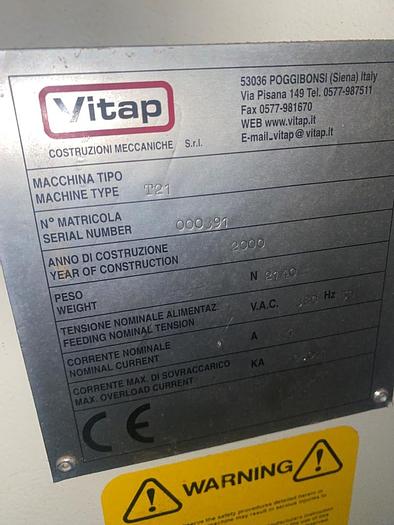 Vitap
COSTRUZIONI MECCANICHE S.r.l.
53036 POGGIBONSI (Siena) Italy
Via Pisana 149 Tel. 0577-987511
Fax 0577-981670
WEB www.vitap.it
E-mail_vitap@vitap.it
MACCHINA TIPO
MACHINE TYPE T21
N° MATRICOLA
SERIAL NUMBER
ANNO DI COSTRUZIONE
YEAR OF CONSTRUCTION 2000
PESO
WEIGHT N
TENSIONE NOMINALE ALIMENTAZ.
FEEDING NOMINAL TENSION V.A.C. Hz
CORRENTE NOMINALE
NOMINAL CURRENT A
CORRENTE MAX. DI SOVRACCARICO
MAX. OVERLOAD CURRENT KA
CE
WARNING